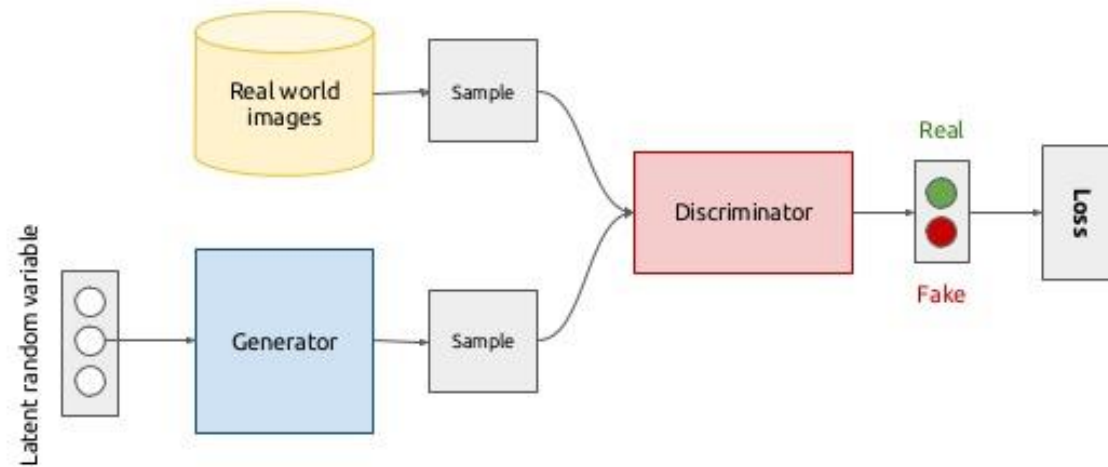 Real world
images
Sample
Real
Discriminator
Loss
Fake
Latent random variable
Generator
Sample